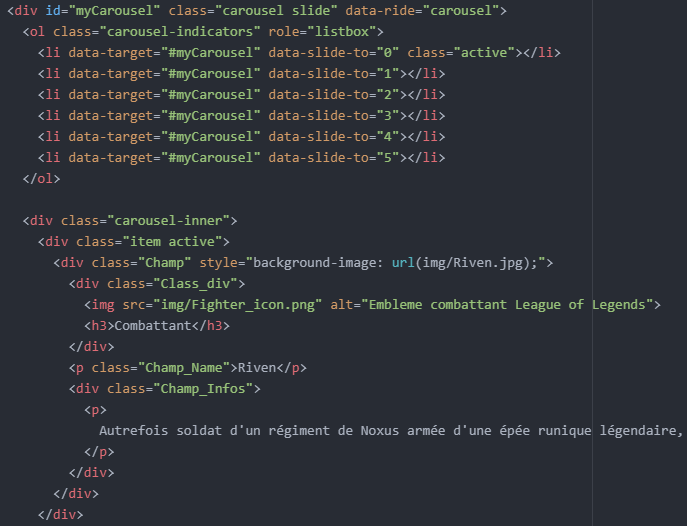 <div id="myCarousel" class="carousel slide" data-ride="carousel">
  <ol class="carousel-indicators" role="listbox">
    <li data-target="#myCarousel" data-slide-to="0" class="active"></li>
    <li data-target="#myCarousel" data-slide-to="1"></li>
    <li data-target="#myCarousel" data-slide-to="2"></li>
    <li data-target="#myCarousel" data-slide-to="3"></li>
    <li data-target="#myCarousel" data-slide-to="4"></li>
    <li data-target="#myCarousel" data-slide-to="5"></li>
  </ol>

  <div class="carousel-inner">
    <div class="item active">
      <div class="Champ" style="background-image: url(img/Riven.jpg);">
        <div class="Class_div">
          <img src="img/Fighter_icon.png" alt="Embleme combattant League of Legends">
          <h3>Combattant</h3>
        </div>
        <p class="Champ_Name">Riven</p>
        <div class="Champ_Infos">
          <p>
            Autrefois soldat d'un régiment de Noxus armée d'une épée runique légendaire,
          </p>
        </div>
      </div>
    </div>